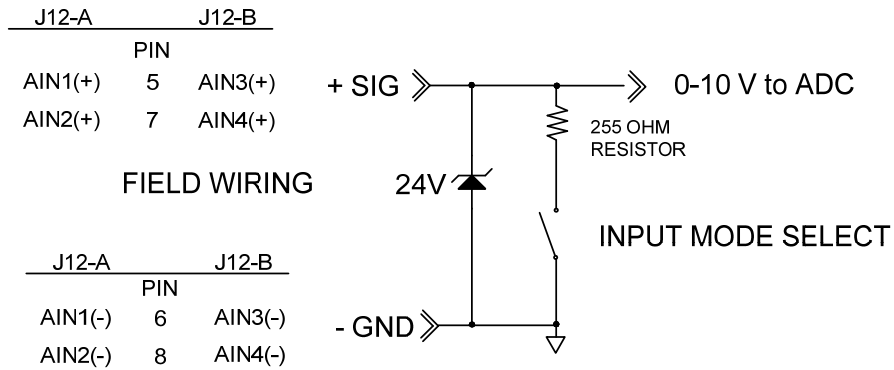 J12-A J12-B
PIN
AIN1(+) 5 AIN3(+)
AIN2(+) 7 AIN4(+)
+ SIG
0-10 V to ADC
255 OHM
RESISTOR
FIELD WIRING
24V
INPUT MODE SELECT
J12-A J12-B
PIN
AIN1(-) 6 AIN3(-)
AIN2(-) 8 AIN4(-)
- GND